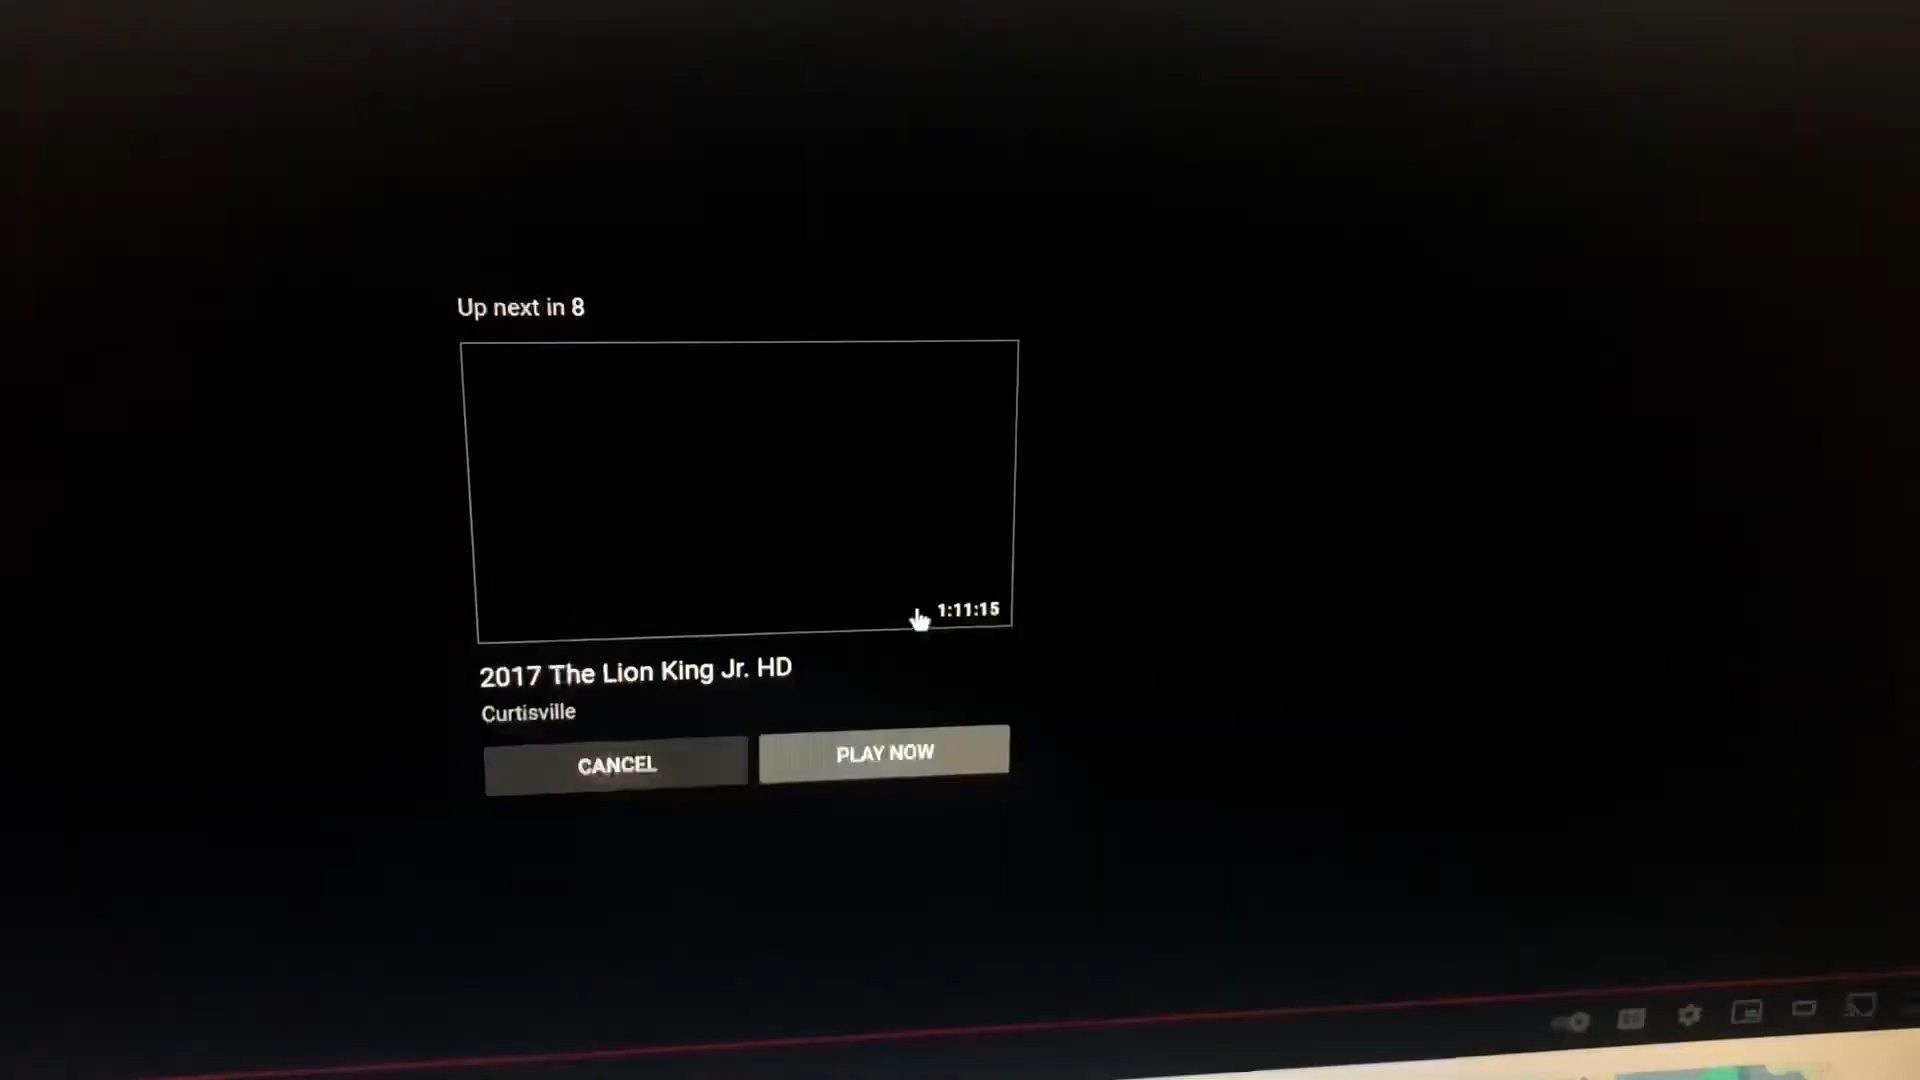 Up next in 8
1:11:15
2017 The Lion King Jr. HD
Curtisville
CANCEL
PLAY NOW